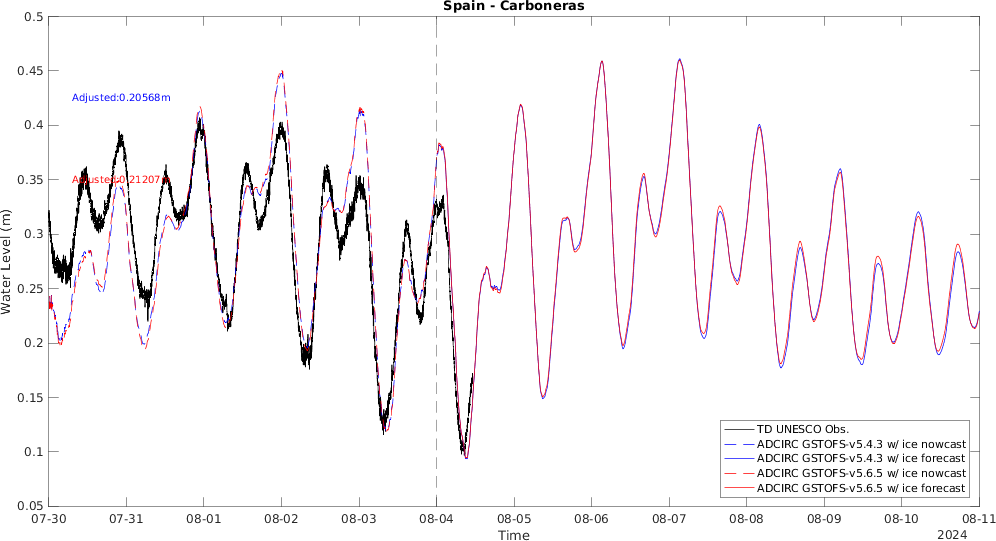 Spain - Carboneras
0.5
0.45
0.4
0.35
0.3
0.25
0.2
0.15
0.1
0.05
Water Level (m)
Adjusted:0.20568m
Adjusted:0.21207m
TD UNESCO Obs.
ADCIRC GSTOFS-v5.4.3 w/ ice nowcast
ADCIRC GSTOFS-v5.4.3 w/ ice forecast
ADCIRC GSTOFS-v5.6.5 w/ ice nowcast
ADCIRC GSTOFS-v5.6.5 w/ ice forecast
07-30 07-31 08-01 08-02 08-03 08-04 08-05 08-06 08-07 08-08 08-09 08-10 08-11
Time
2024